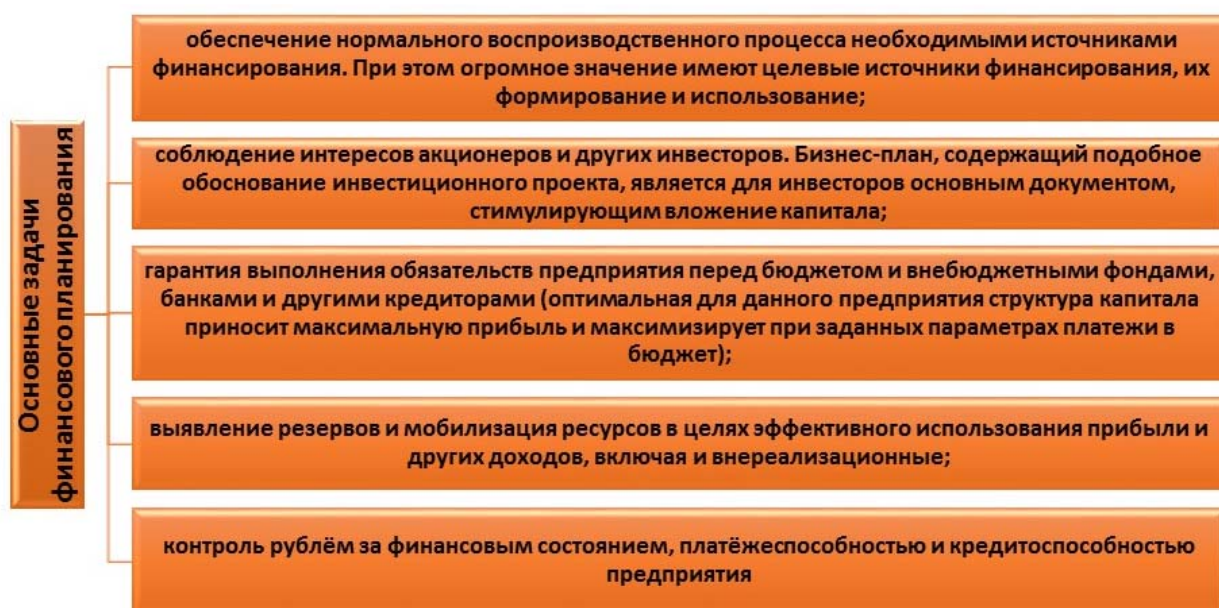 Основные задачи
финансового планирования
обеспечение нормального воспроизводственного процесса необходимыми источниками
финансирования. При этом огромное значение имеют целевые источники финансирования, их
формирование и использование;
соблюдение интересов акционеров и других инвесторов. Бизнес-план, содержащий подобное
обоснование инвестиционного проекта, является для инвесторов основным документом,
стимулирующим вложение капитала;
гарантия выполнения обязательств предприятия перед бюджетом и внебюджетными фондами,
банками и другими кредиторами (оптимальная для данного предприятия структура капитала
приносит максимальную прибыль и максимизирует при заданных параметрах платежи в
бюджет);
выявление резервов и мобилизация ресурсов в целях эффективного использования прибыли и
других доходов, включая и внереализационные;
контроль рублём за финансовым состоянием, платёжеспособностью и кредитоспособностью
предприятия